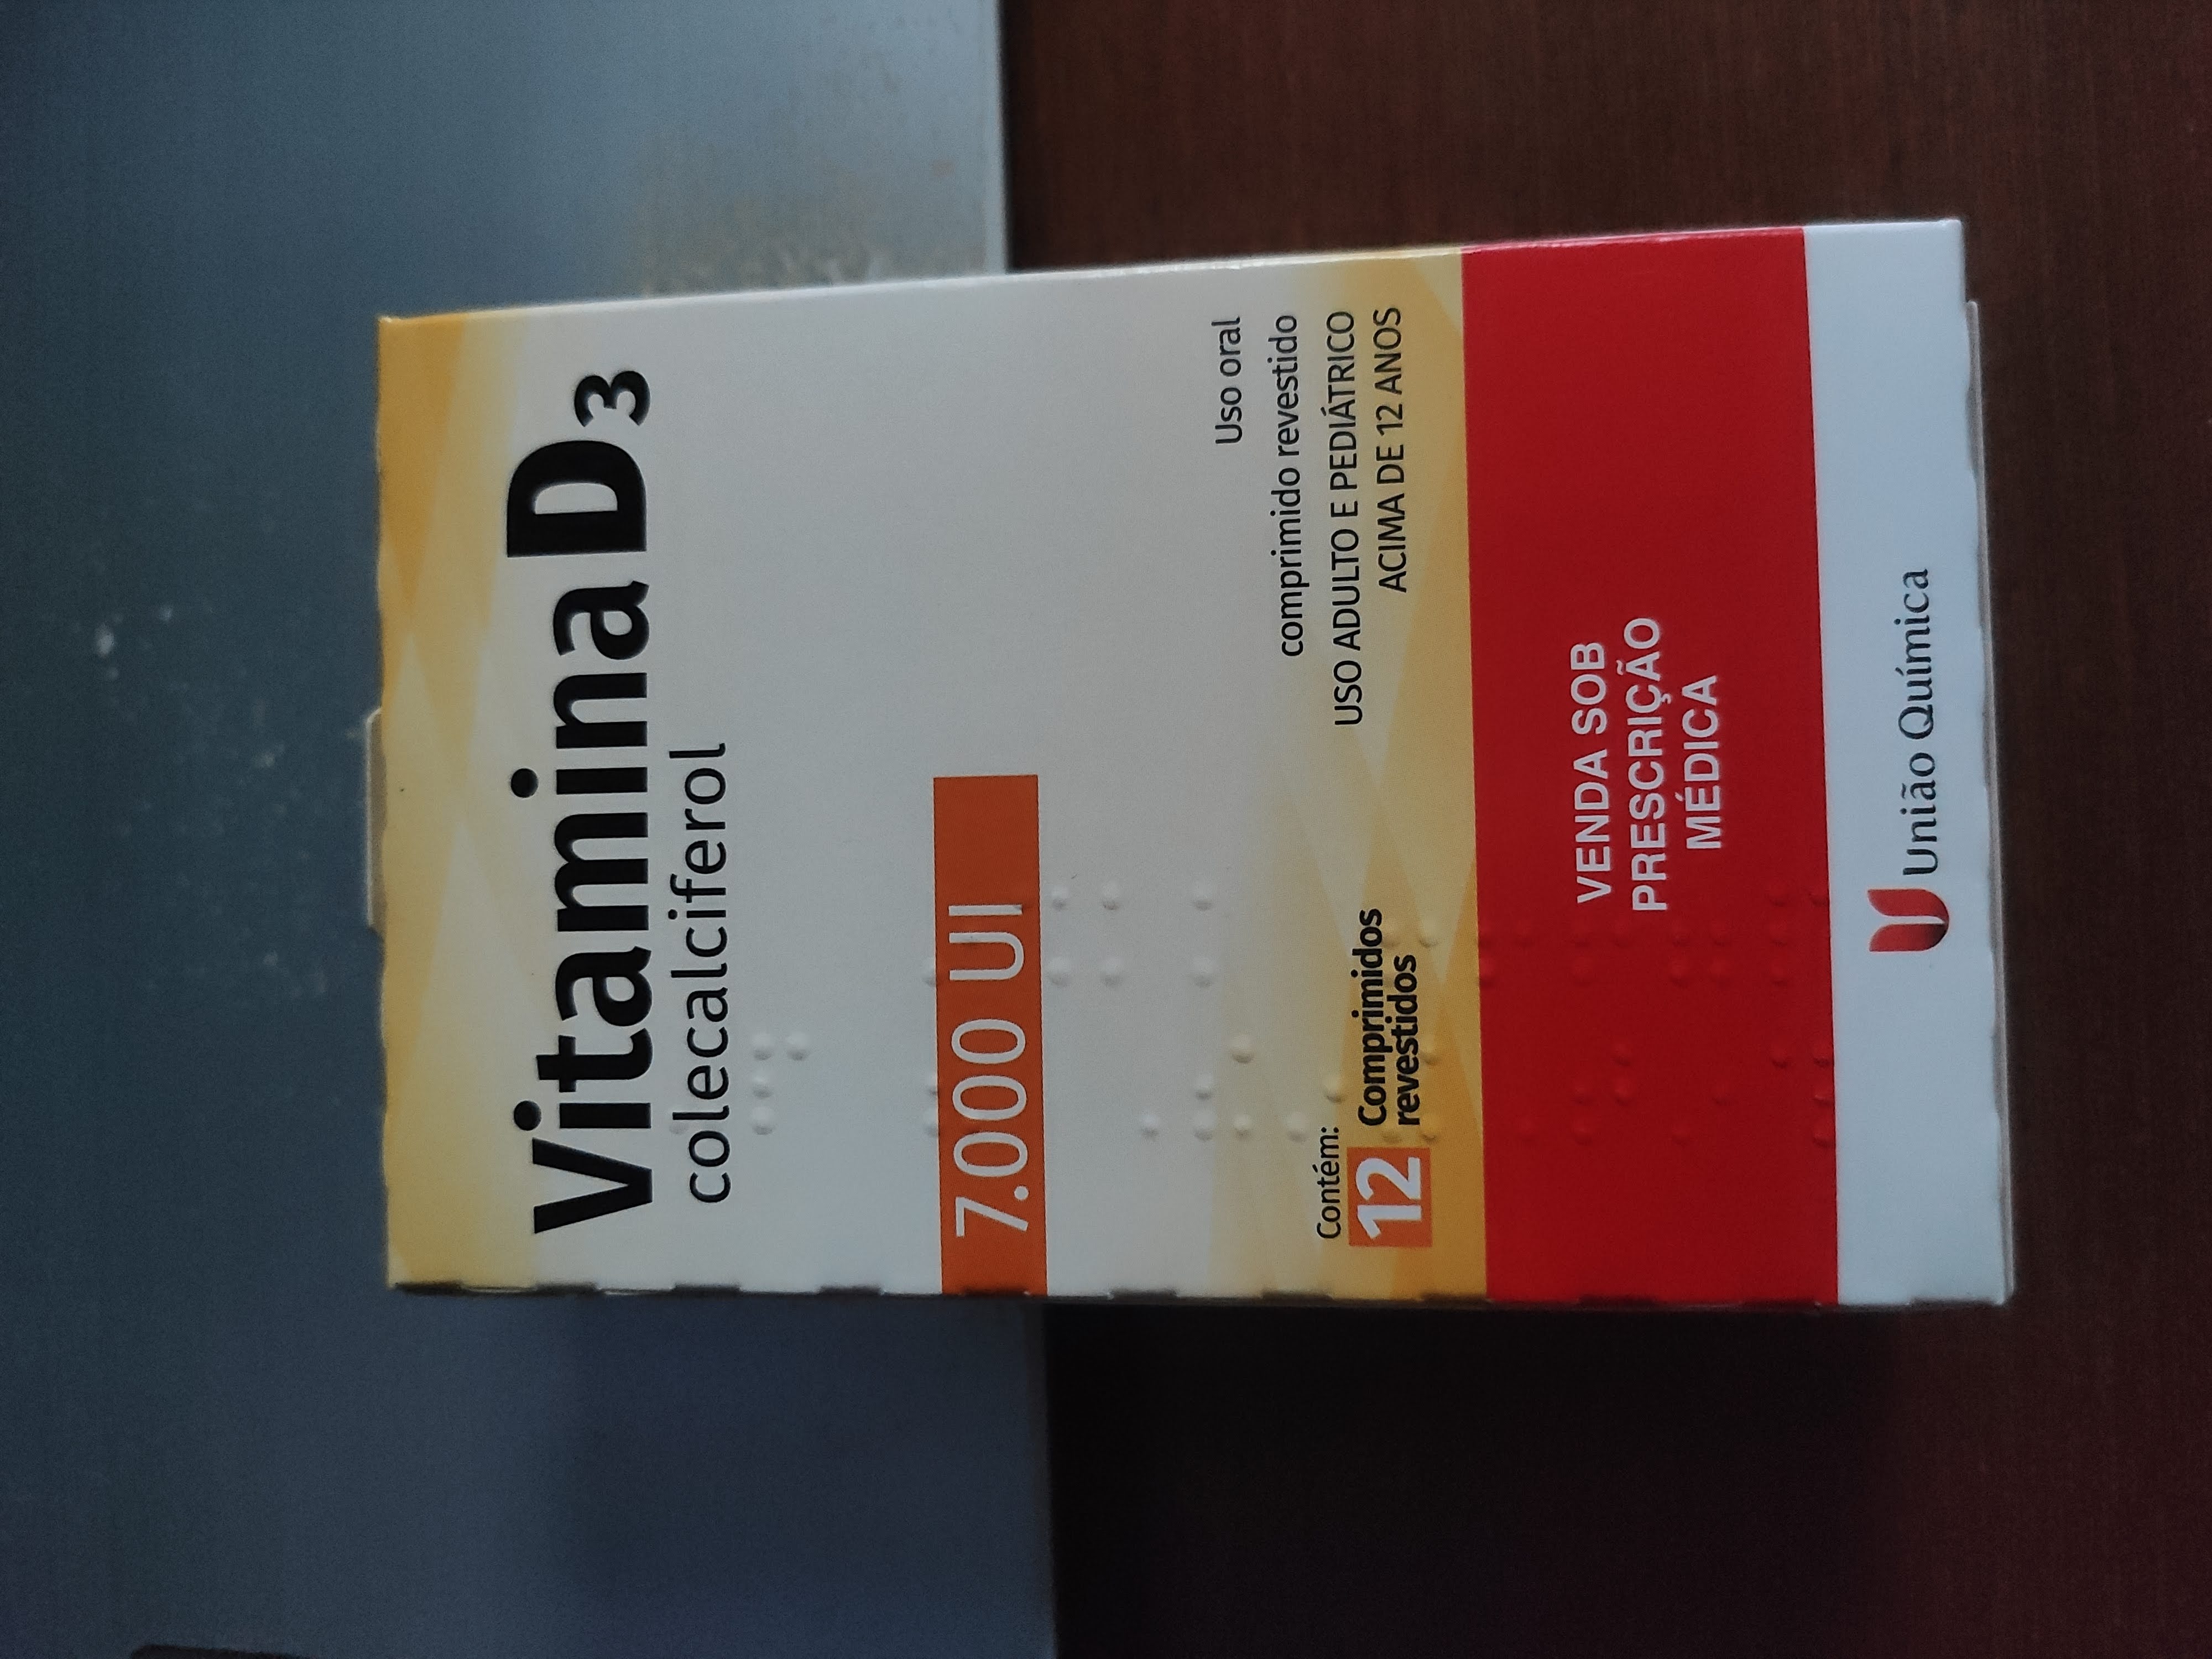 Vitamina D3
colecalciferol
7.000 UI
Uso oral
comprimido revestido
USO ADULTO E PEDIÁTRICO
ACIMA DE 12 ANOS
Contém:
12 Comprimidos
revestidos
VENDA SOB
PRESCRIÇÃO
MÉDICA
União Química